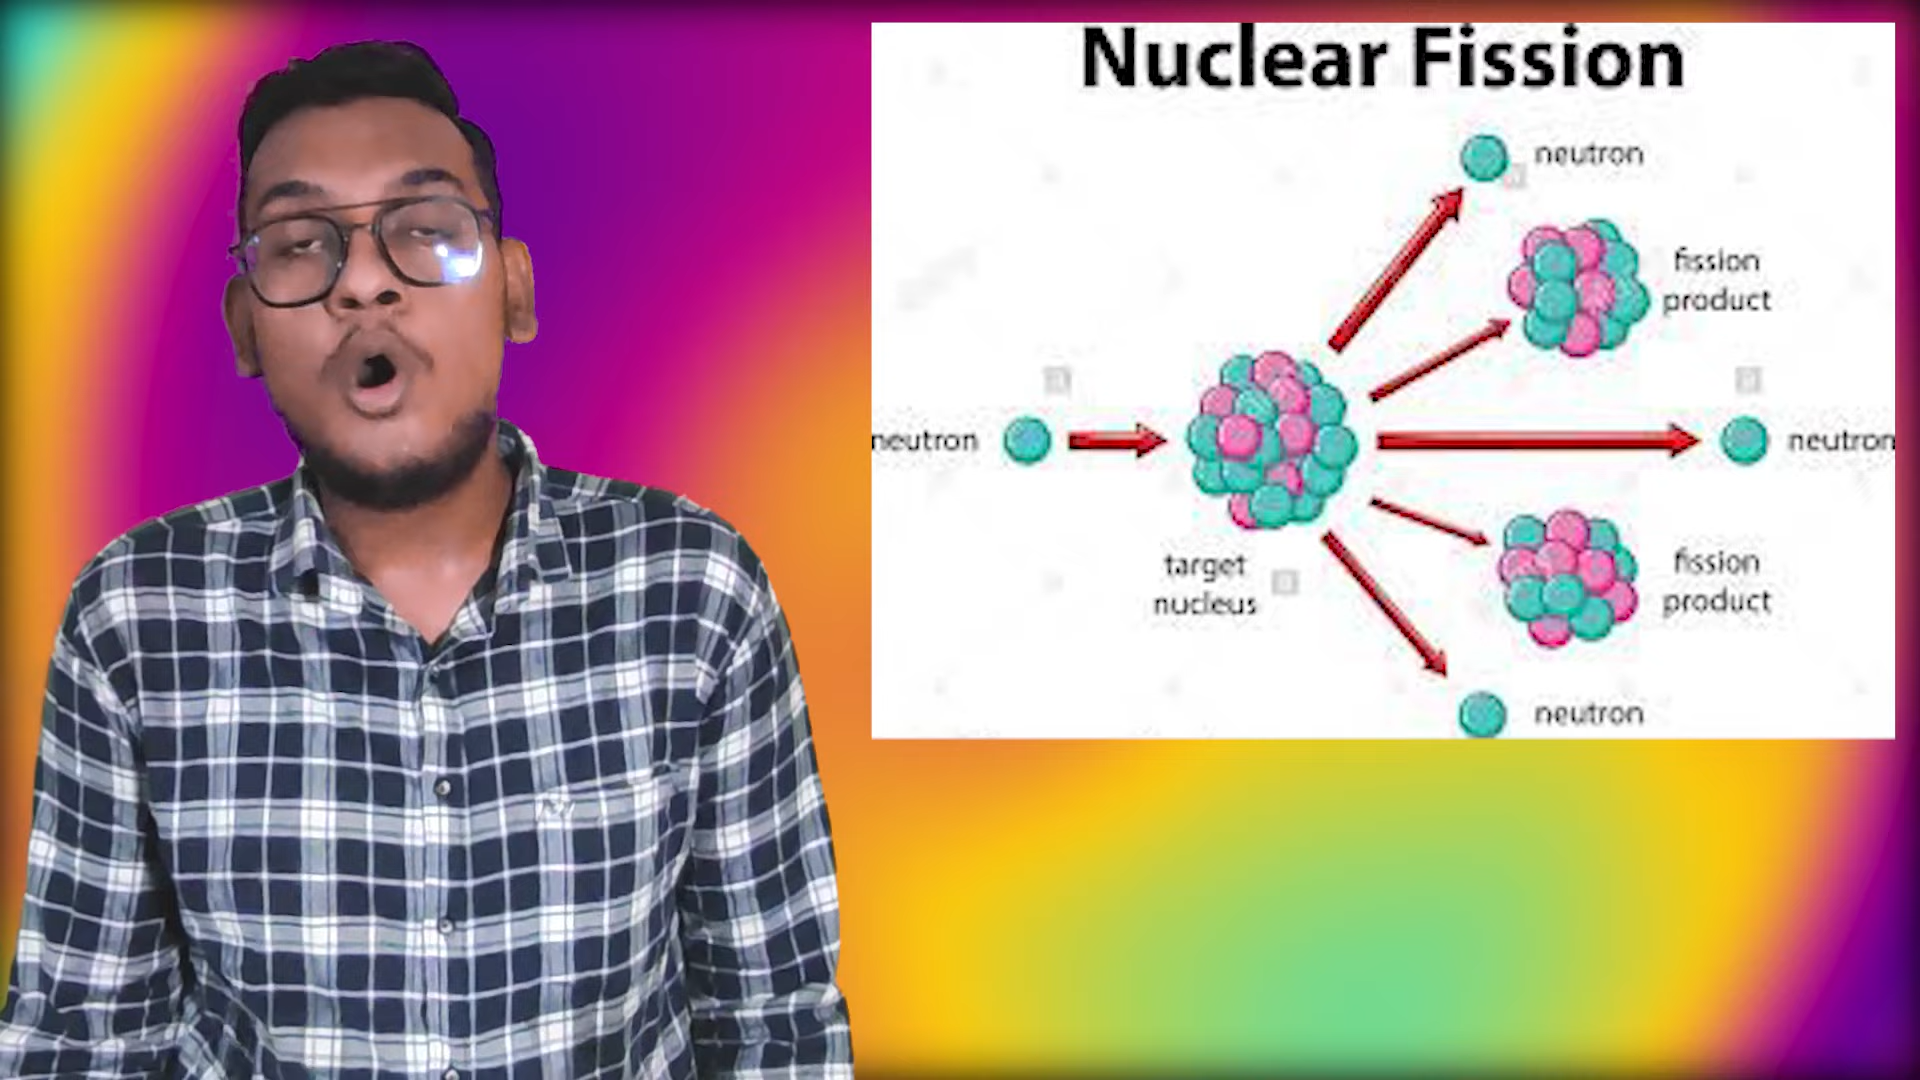 Nuclear Fission
neutron
fission
product
neutron
neutron
target
nucleus
fission
product
neutron